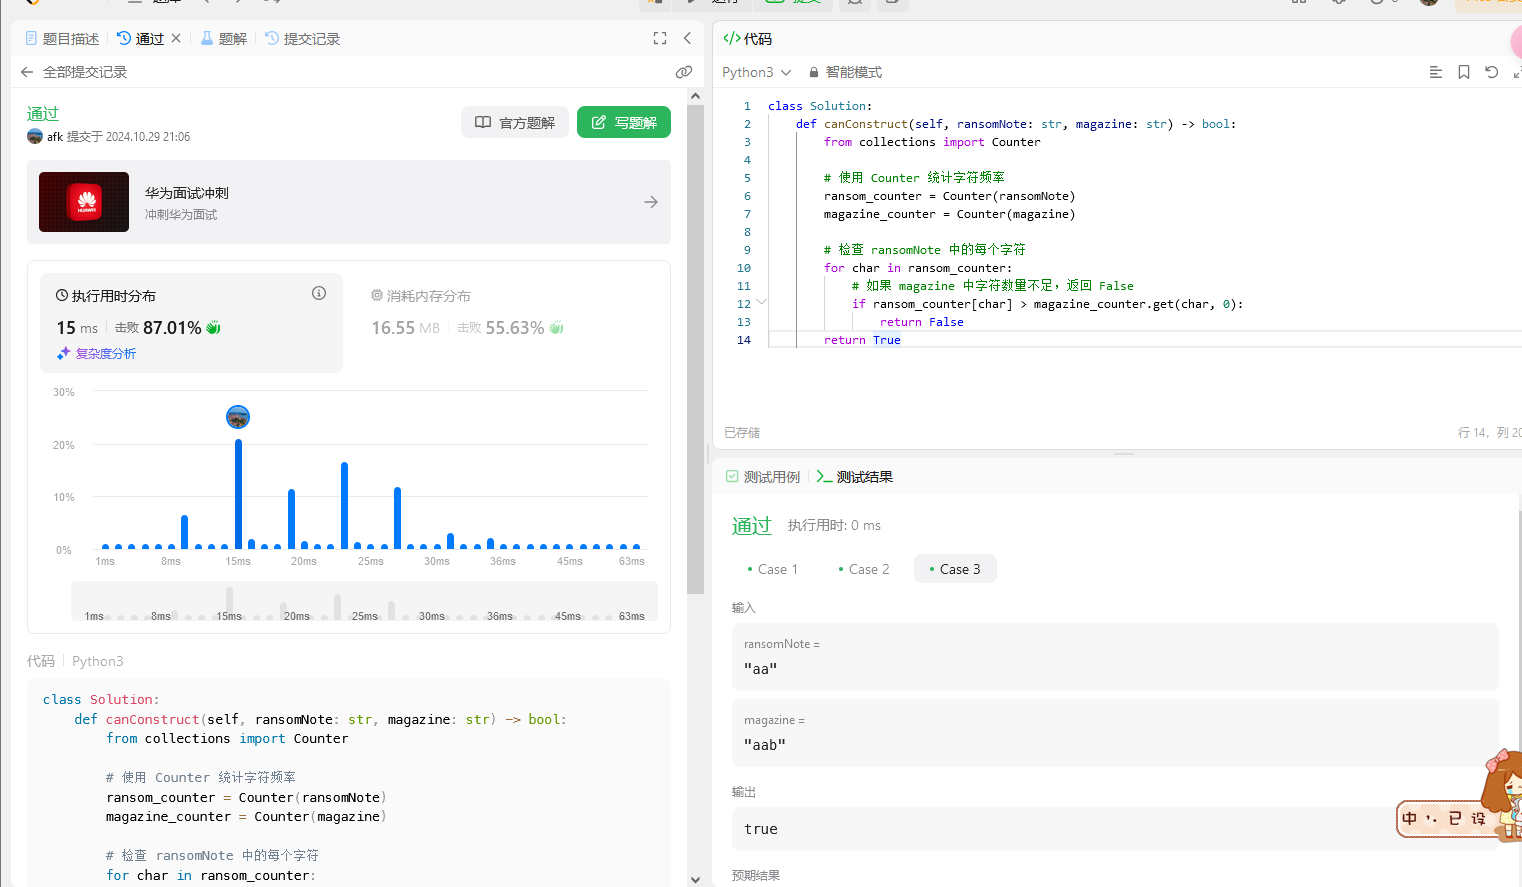 题目描述
通过
题解
提交记录
全部提交记录
通过
afk 提交于 2024.10.29 21:06
官方题解
写题解
HUAWEI
华为面试冲刺
冲刺华为面试
执行用时分布
15 ms 击败 87.01%
复杂度分析
消耗内存分布
16.55 MB 击败 55.63%
30%
20%
10%
0%
1ms 8ms 15ms 20ms 25ms 30ms 36ms 45ms 63ms
1ms 8ms 15ms 20ms 25ms 30ms 36ms 45ms 63ms
代码 Python3
class Solution:
def canConstruct(self, ransomNote: str, magazine: str) -> bool:
from collections import Counter
# 使用 Counter 统计字符频率
ransom_counter = Counter(ransomNote)
magazine_counter = Counter(magazine)
# 检查 ransomNote 中的每个字符
for char in ransom_counter:
代码
Python3 智能模式
1 class Solution:
2 def canConstruct(self, ransomNote: str, magazine: str) -> bool:
3 from collections import Counter
4
5 # 使用 Counter 统计字符频率
6 ransom_counter = Counter(ransomNote)
7 magazine_counter = Counter(magazine)
8
9 # 检查 ransomNote 中的每个字符
10 for char in ransom_counter:
11 # 如果 magazine 中字符数量不足，返回 False
12 if ransom_counter[char] > magazine_counter.get(char, 0):
13 return False
14 return True
已存储
行 14, 列 20
测试用例
测试结果
通过 执行用时: 0 ms
Case 1
Case 2
Case 3
输入
ransomNote =
"aa"
magazine =
"aab"
输出
true
预期结果
中 已 设